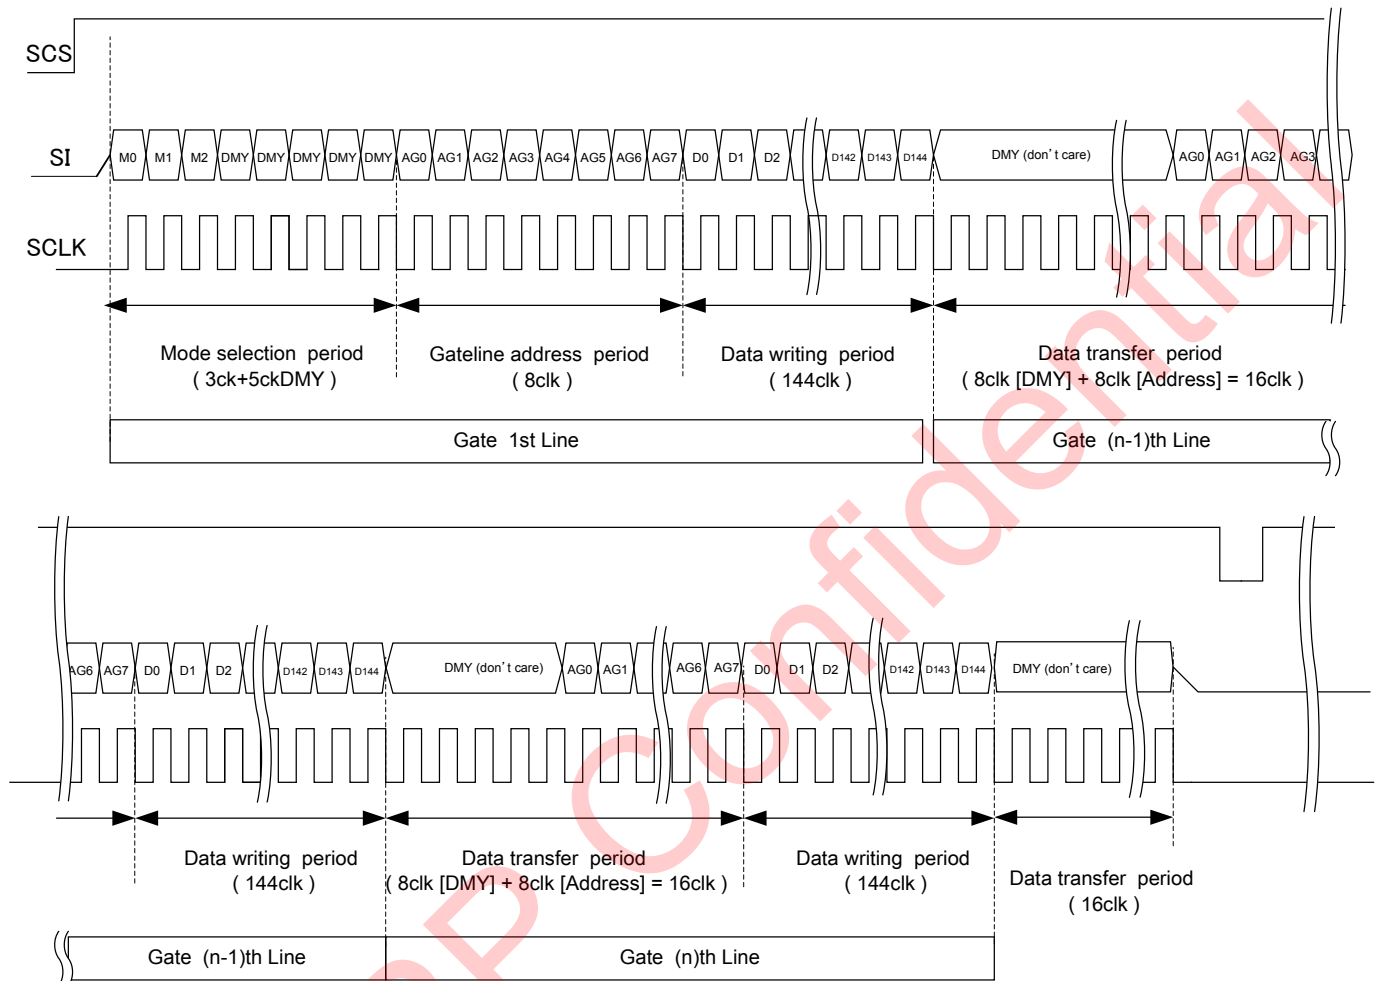 SCS
SI
M0 M1 M2 DMY DMY DMY DMY DMY AG0 AG1 AG2 AG3 AG4 AG5 AG6 AG7 D0 D1 D2 D142 D143 D144 DMY (don't care) AG0 AG1 AG2 AG3
SCLK
Mode selection period
( 3ck+5ckDMY )
Gateline address period
( 8clk )
Data writing period
( 144clk )
Data transfer period
( 8clk [DMY] + 8clk [Address] = 16clk )
Gate 1st Line
Gate (n-1)th Line
AG6 AG7 D0 D1 D2 D142 D143 D144 DMY (don't care) AG0 AG1 AG6 AG7 D0 D1 D2 D142 D143 D144 DMY (don't care)
Data writing period
( 144clk )
Data transfer period
( 8clk [DMY] + 8clk [Address] = 16clk )
Data writing period
( 144clk )
Data transfer period
( 16clk )
Gate (n-1)th Line
Gate (n)th Line
Confidential